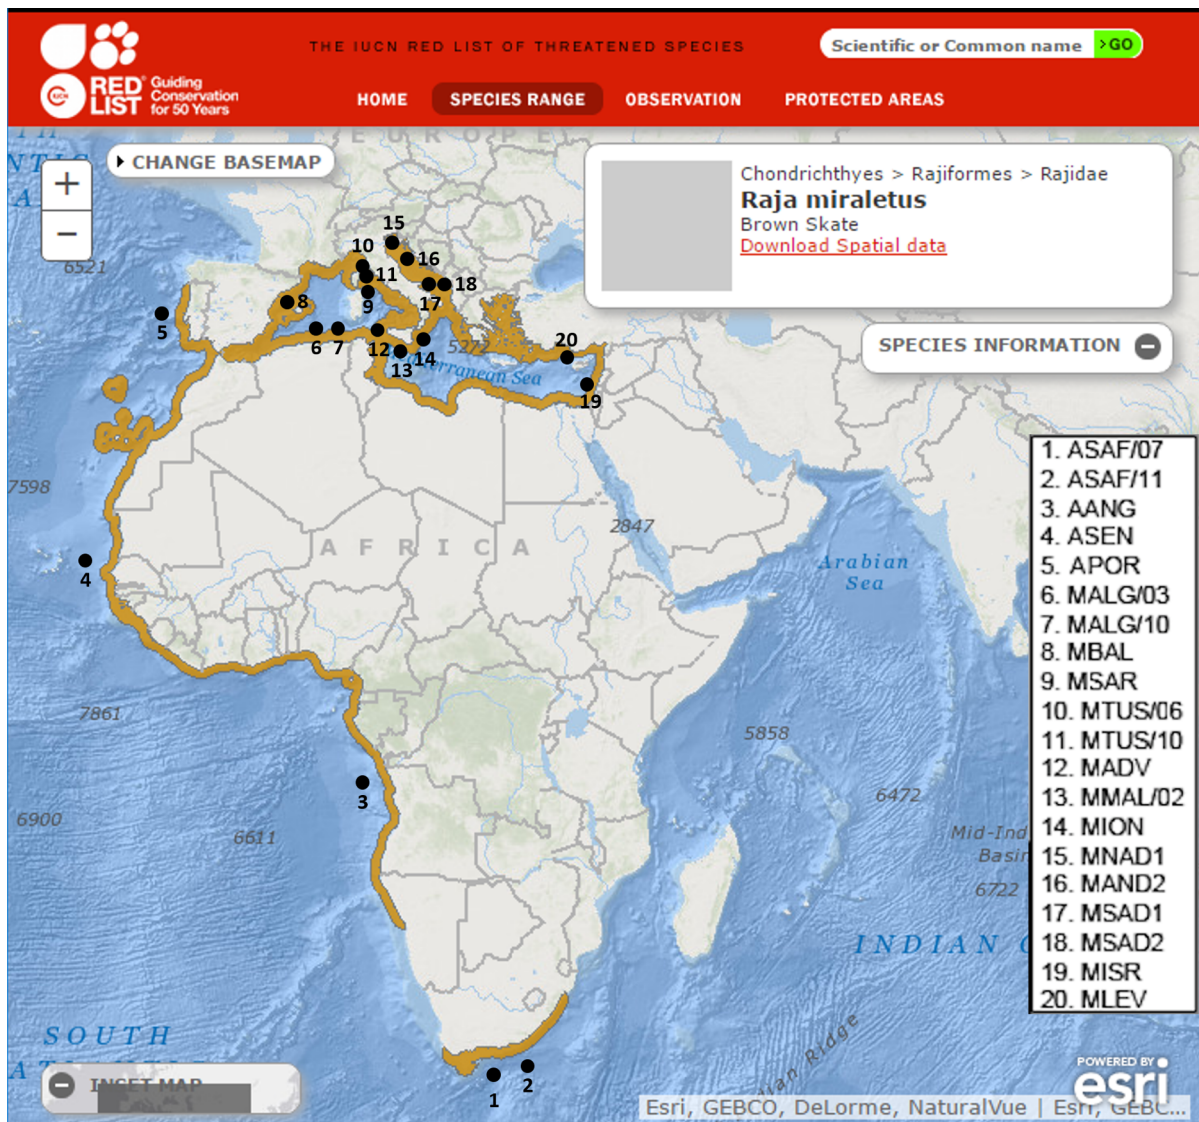 THE IUCN RED LIST OF THREATENED SPECIES
Scientific or Common name >GO
IUCN
RED LIST
Guiding Conservation for 50 Years
HOME SPECIES RANGE OBSERVATION PROTECTED AREAS
EUROPE
CHANGE BASEMAP
+
−
Chondrichthyes > Rajiformes > Rajidae
Raja miraletus
Brown Skate
Download Spatial data
SPECIES INFORMATION
6521
15
10
16
11
18
9
17
8
5
6
7
12
14
13
20
19
5272
7598
2847
AFRICA
Arabian
Sea
4
7861
5858
3
6472
6900
6611
Mid-Ind
Basin
6722
INDIAN
SOUTH
Ridge
1
2
INSET MAP
1. ASAF/07
2. ASAF/11
3. AANG
4. ASEN
5. APOR
6. MALG/03
7. MALG/10
8. MBAL
9. MSAR
10. MTUS/06
11. MTUS/10
12. MADV
13. MMAL/02
14. MION
15. MNAD1
16. MAND2
17. MSAD1
18. MSAD2
19. MISR
20. MLEV
POWERED BY
esri
Esri, GEBCO, DeLorme, NaturalVue | Esri, GEBC...